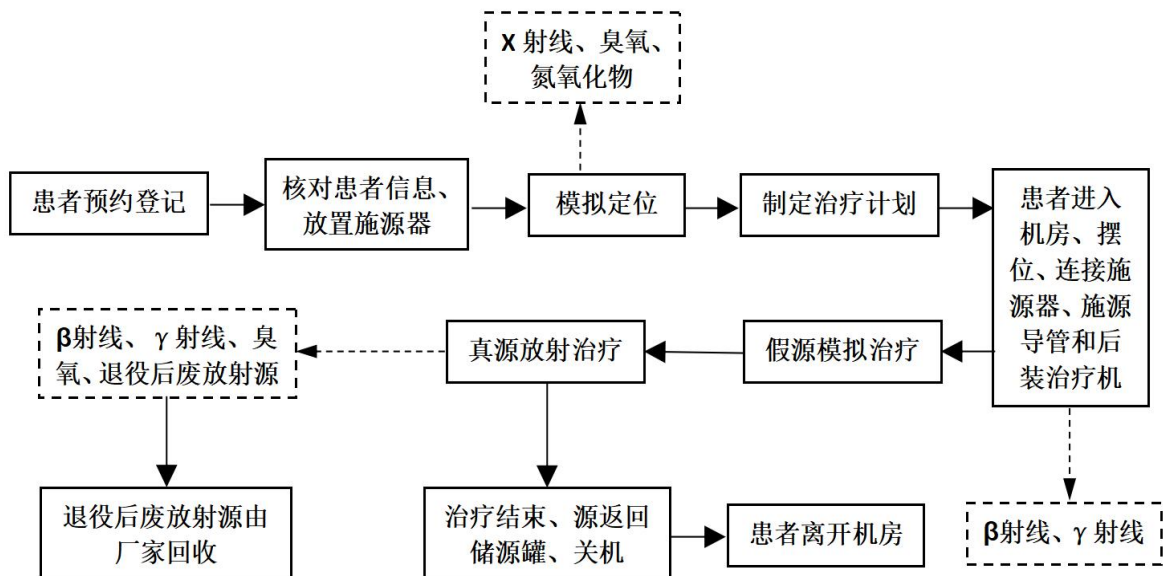 X 射线、臭氧、
氮氧化物
患者预约登记
核对患者信息、
放置施源器
模拟定位
制定治疗计划
患者进入
机房、摆
位、连接施
源器、施源
导管和后
装治疗机
β射线、γ 射线、臭
氧、退役后废放射源
真源放射治疗
假源模拟治疗
退役后废放射源由
厂家回收
治疗结束、源返回
储源罐、关机
患者离开机房
β射线、γ 射线